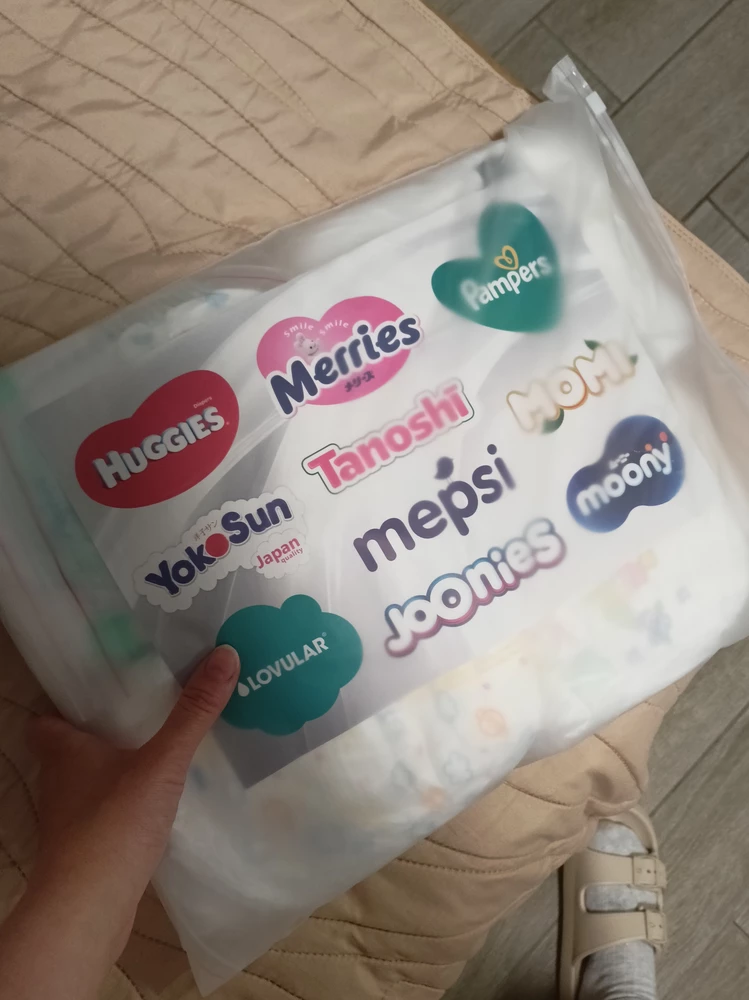 Pampers
smile smile
Merries
メリーズ
HUGGIES
MOMI
Tanoshi
moony
mepsi
YokoSun
Japan
quality
JOONIES
LOVULAR